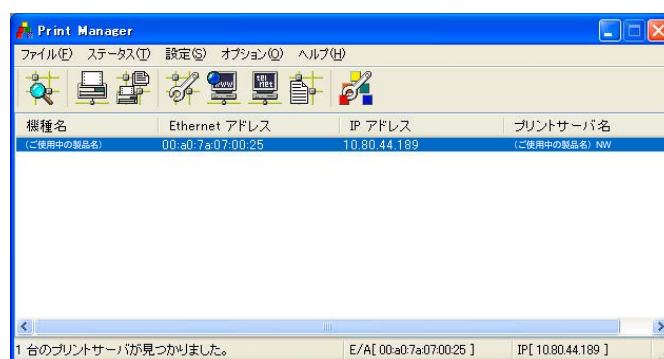 Print Manager
ファイル(F) ステータス(T) 設定(S) オプション(O) ヘルプ(H)
WWW TEL NET
機種名 Ethernet アドレス IP アドレス プリントサーバ名
(ご使用中の製品名) 00:a0:7a:07:00:25 10.80.44.189 (ご使用中の製品名) NW
1 台のプリントサーバが見つかりました。 E/A[ 00:a0:7a:07:00:25 ] IP[ 10.80.44.189 ]